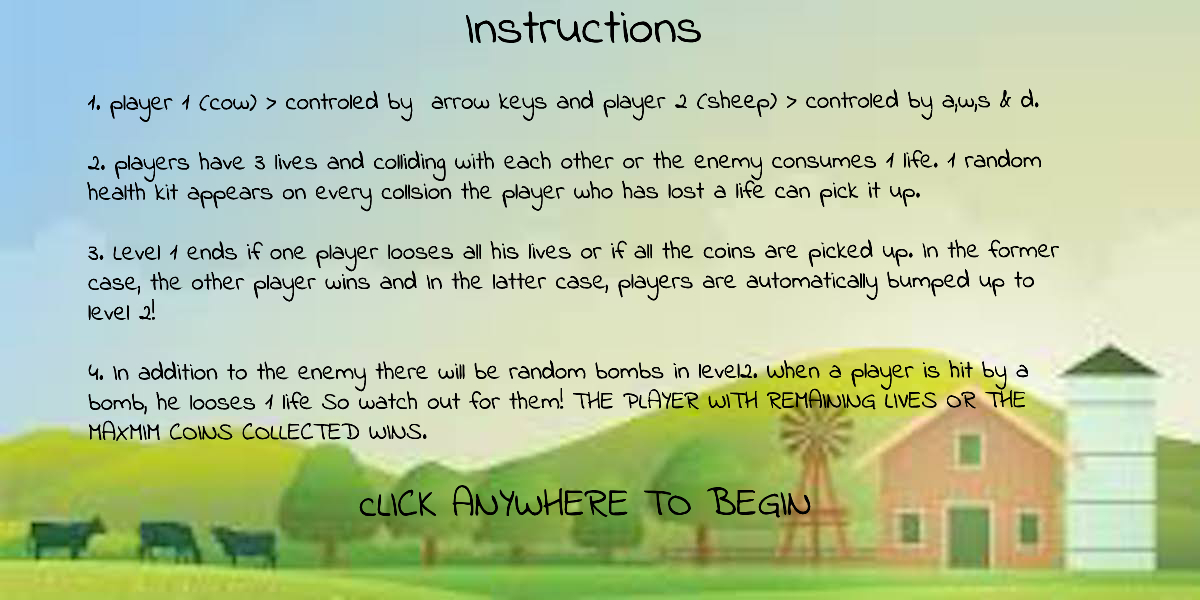 Instructions
1. player 1 (cow) > controled by arrow keys and player 2 (sheep) > controled by a,w,s & d.
2. players have 3 lives and colliding with each other or the enemy consumes 1 life. 1 random
health kit appears on every collsion the player who has lost a life can pick it up.
3. Level 1 ends if one player looses all his lives or if all the coins are picked up. In the former
case, the other player wins and In the latter case, players are automatically bumped up to
level 2!
4. In addition to the enemy there will be random bombs in level2. when a player is hit by a
bomb, he looses 1 life So watch out for them! THE PLAYER WITH REMAINING LIVES OR THE
MAXMIM COINS COLLECTED WINS.
cLICK ANYWHERE TO BEGIN